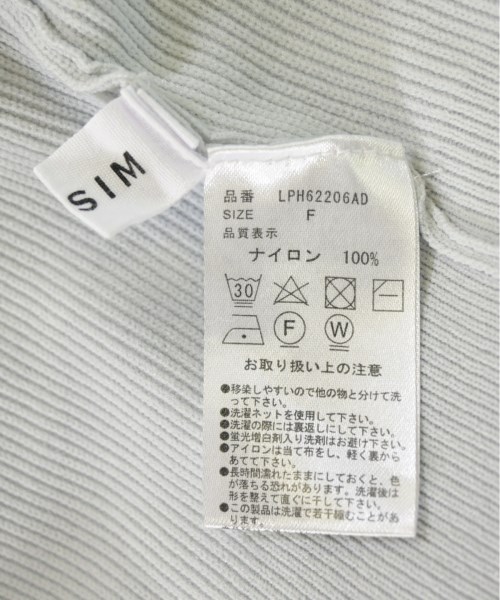 SIM
品番 LPH62206AD
SIZE F
品質表示
ナイロン 100%
30
F W
お取り扱い上の注意
●移染しやすいので他の物と分けて洗
って下さい。
●洗濯ネットを使用して下さい。
●洗濯の際には裏返しにして下さい。
●蛍光増白剤入り洗剤はお避け下さい。
●アイロンは当て布をし、軽く裏から
あてて下さい。
●長時間濡れたままにしておくと、色
が落ちる恐れがあります。洗濯後は
形を整えて直ぐに干して下さい。
●この製品は洗濯で若干縮むことがあ
ります。